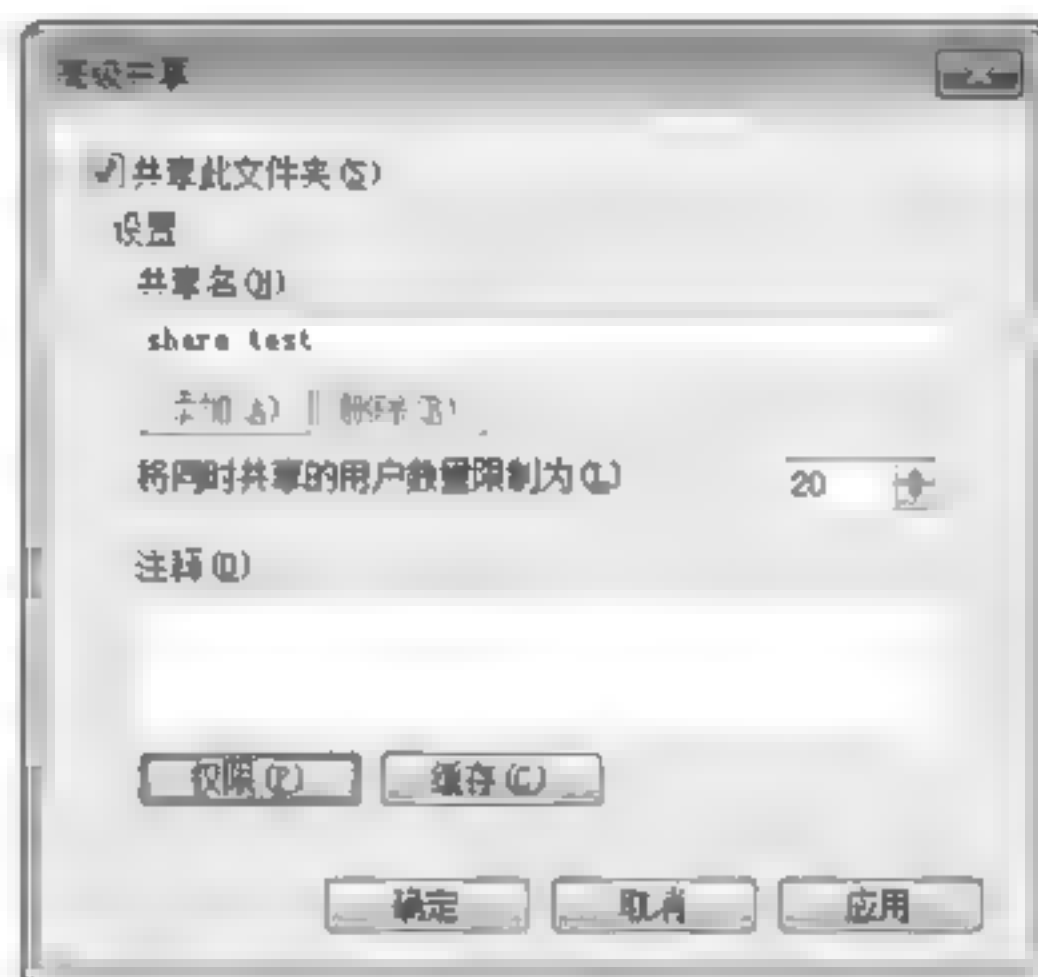 高级共享
共享此文件夹(S)
设置
共享名(H)
share test
添加(A) 删除(R)
将同时共享的用户数量限制为(L) 20
注释(O)
权限(P) 缓存(C)
确定 取消 应用